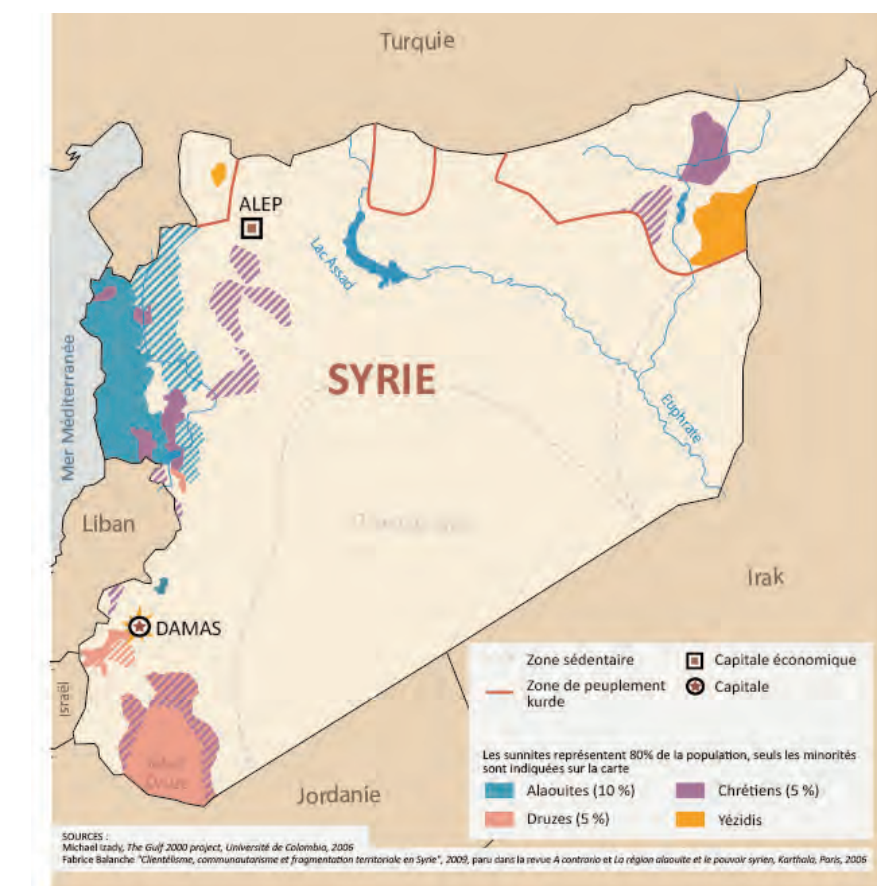 Turquie
ALEP
Lac Assad
Mer Méditerranée
SYRIE
Euphrate
Liban
Irak
DAMAS
Israël
Jordanie
Zone sédentaire
Capitale économique
Zone de peuplement
kurde
Capitale
Les sunnites représentent 80% de la population, seuls les minorités
sont indiquées sur la carte
Alaouites (10 %)
Chrétiens (5 %)
Druzes (5 %)
Yézidis
SOURCES :
Michael Izady, The Gulf 2000 project, Université de Colombia, 2006
Fabrice Balanche "Clientélisme, communautarisme et fragmentation territoriale en Syrie", 2009, paru dans la revue A contrario et La région alaouite et le pouvoir syrien, Karthala, Paris, 2006